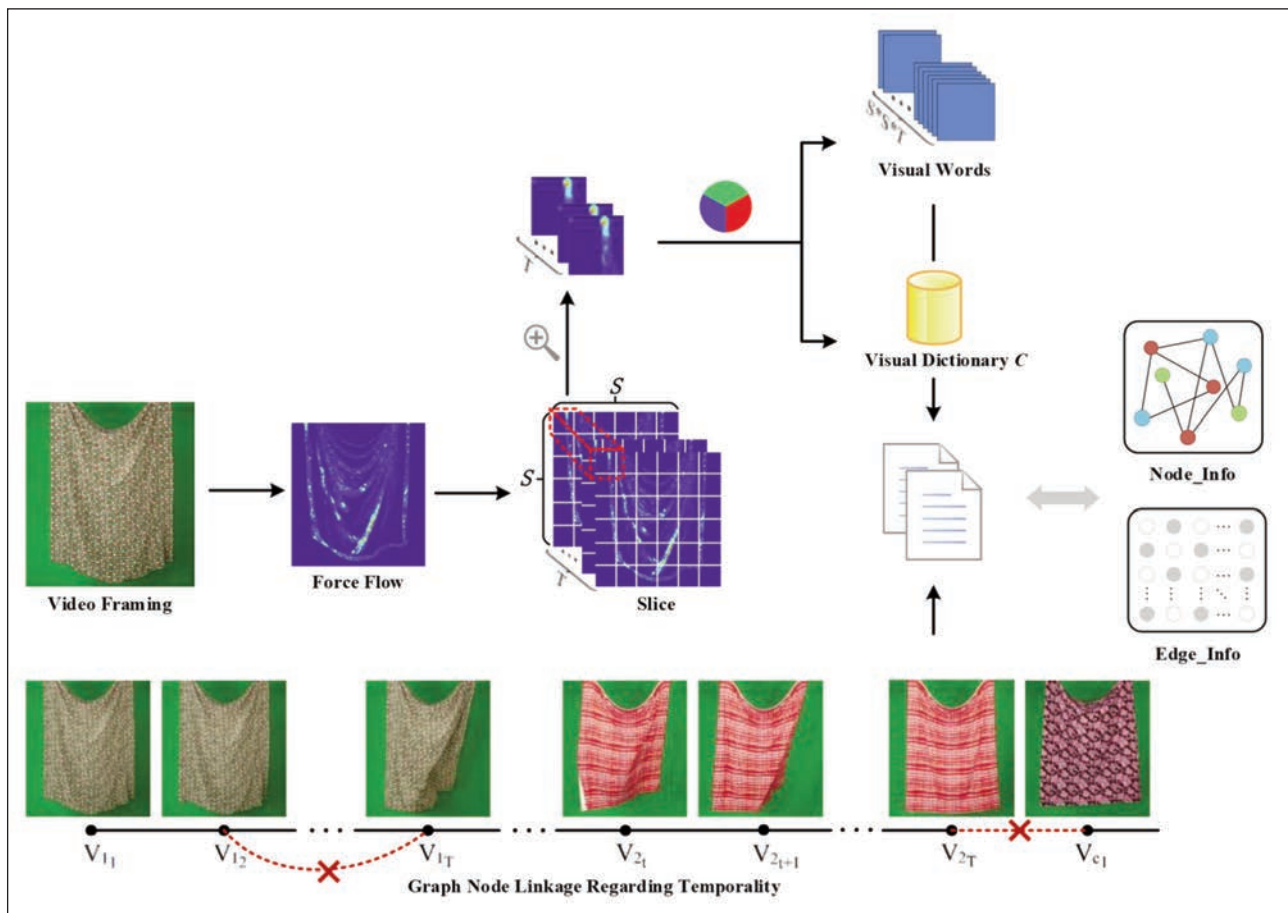 S*S*T
Visual Words
T
Visual Dictionary C
S
S
T
Node_Info
Video Framing
Force Flow
Slice
Edge_Info
V1₁ V1₂ ... V1T ... V2t V2t+1 ... V2T Vc1
Graph Node Linkage Regarding Temporality